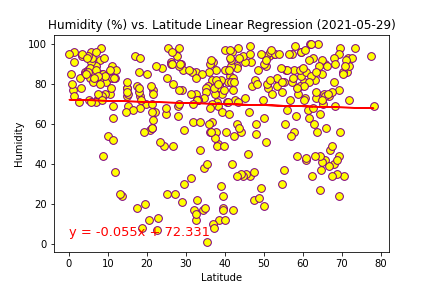 Humidity (%) vs. Latitude Linear Regression (2021-05-29)
100
80
60
40
20
0
Humidity
y = -0.055x + 72.331
0 10 20 30 40 50 60 70 80
Latitude